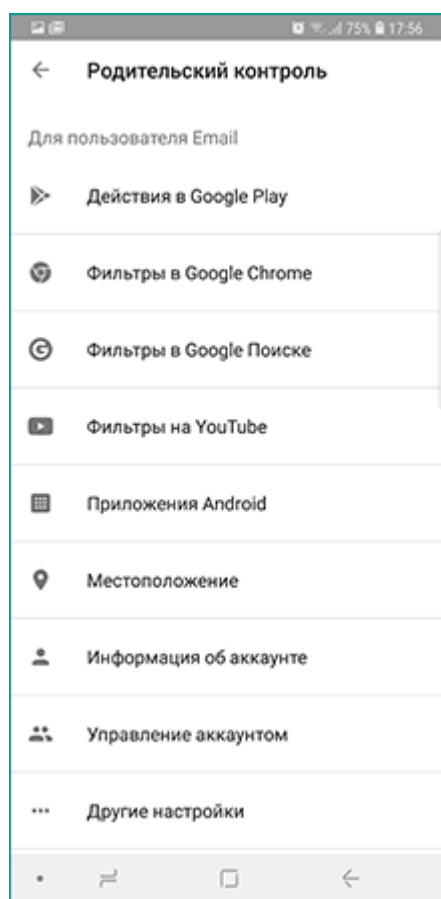 75% 17:56
Родительский контроль
Для пользователя Email
Действия в Google Play
Фильтры в Google Chrome
Фильтры в Google Поиске
Фильтры на YouTube
Приложения Android
Местоположение
Информация об аккаунте
Управление аккаунтом
Другие настройки